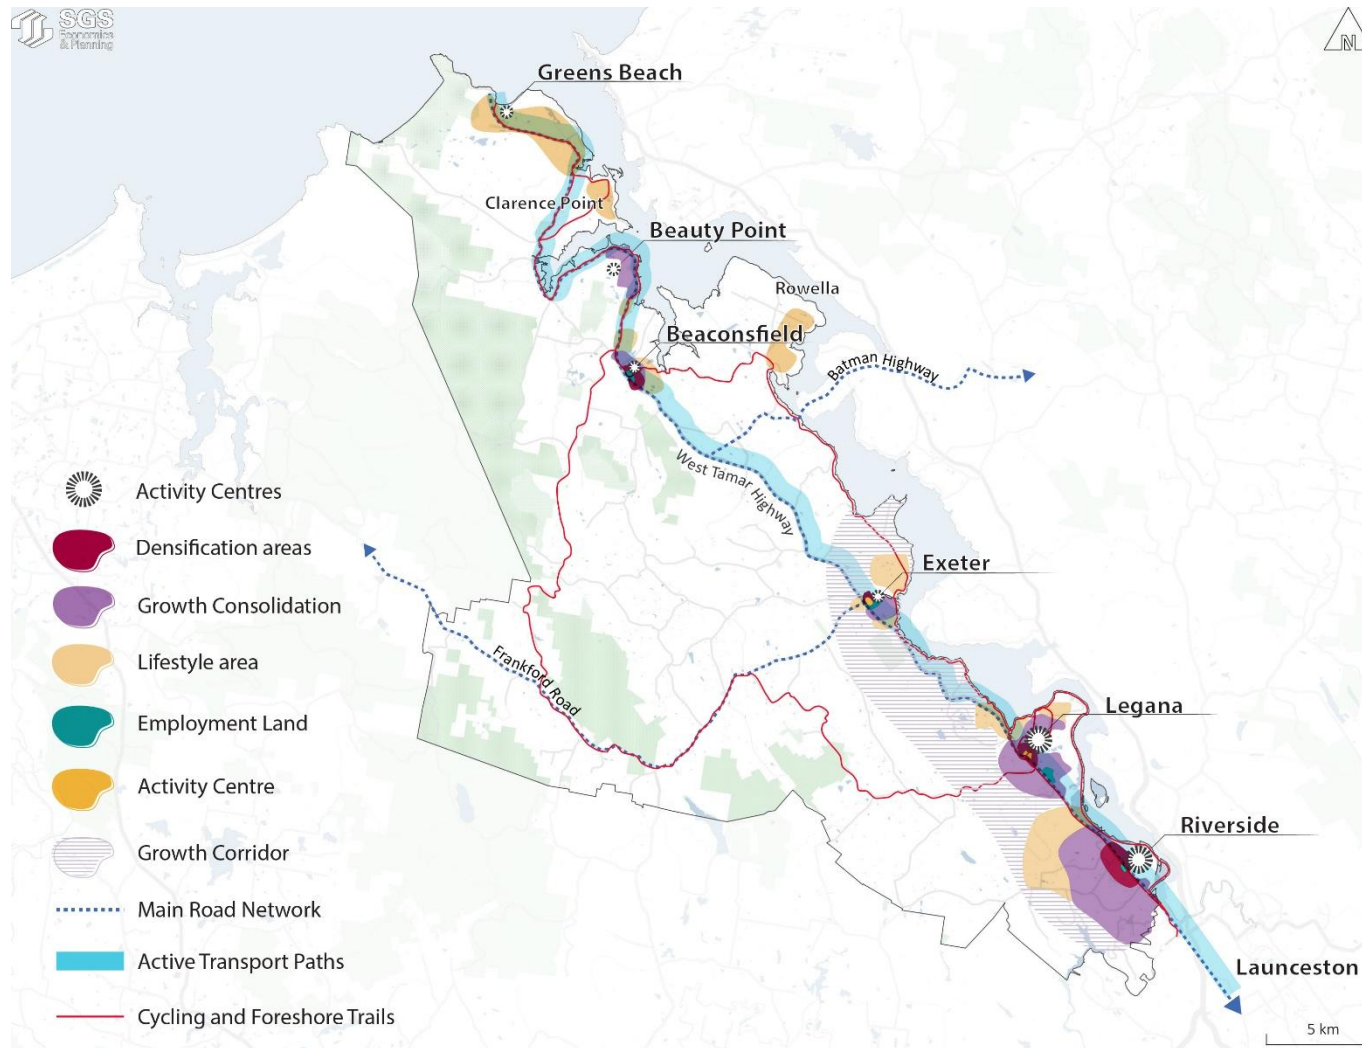 SGS
Economics
& Planning
N
Greens Beach
Clarence Point
Beauty Point
Rowella
Beaconsfield
Batman Highway
West Tamar Highway
Exeter
Frankford Road
Legana
Riverside
Launceston
5 km
Activity Centres
Densification areas
Growth Consolidation
Lifestyle area
Employment Land
Activity Centre
Growth Corridor
Main Road Network
Active Transport Paths
Cycling and Foreshore Trails